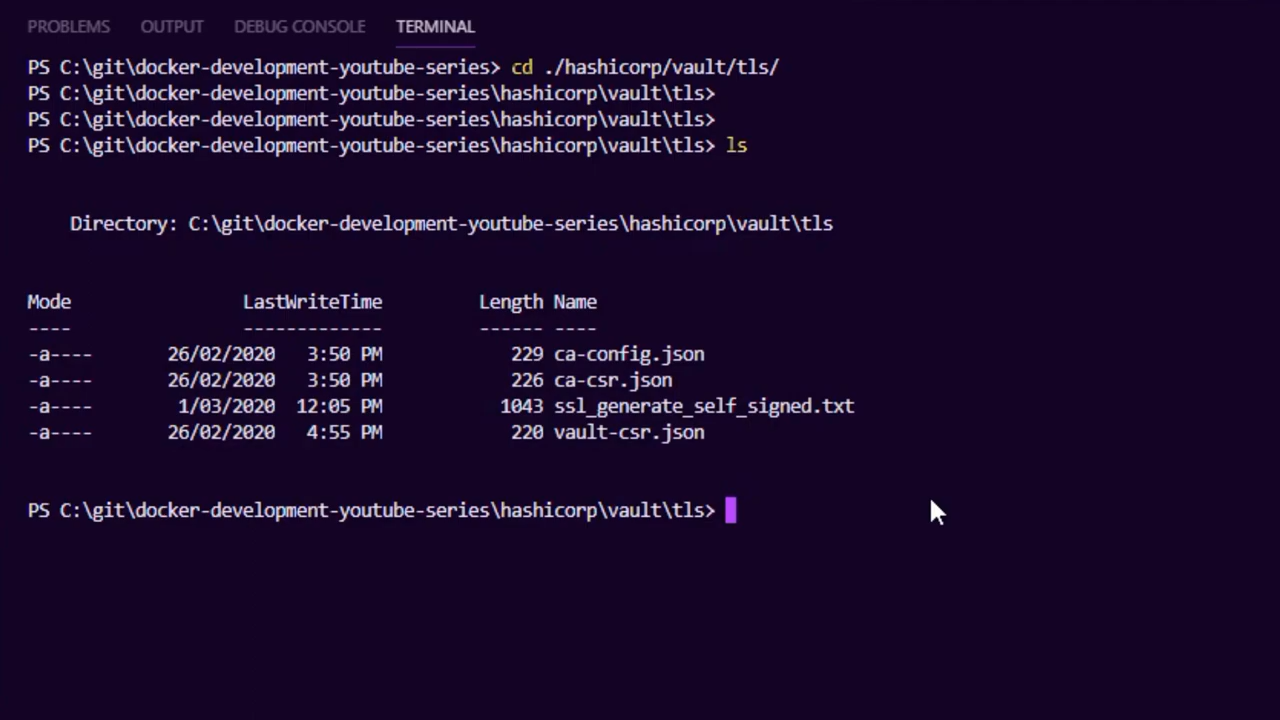 PROBLEMS OUTPUT DEBUG CONSOLE TERMINAL
PS C:\git\docker-development-youtube-series> cd ./hashicorp/vault/tls/
PS C:\git\docker-development-youtube-series\hashicorp\vault\tls>
PS C:\git\docker-development-youtube-series\hashicorp\vault\tls>
PS C:\git\docker-development-youtube-series\hashicorp\vault\tls> ls
Directory: C:\git\docker-development-youtube-series\hashicorp\vault\tls
Mode LastWriteTime Length Name
---- ------------- ------ ----
-a---- 26/02/2020 3:50 PM 229 ca-config.json
-a---- 26/02/2020 3:50 PM 226 ca-csr.json
-a---- 1/03/2020 12:05 PM 1043 ssl_generate_self_signed.txt
-a---- 26/02/2020 4:55 PM 220 vault-csr.json
PS C:\git\docker-development-youtube-series\hashicorp\vault\tls>